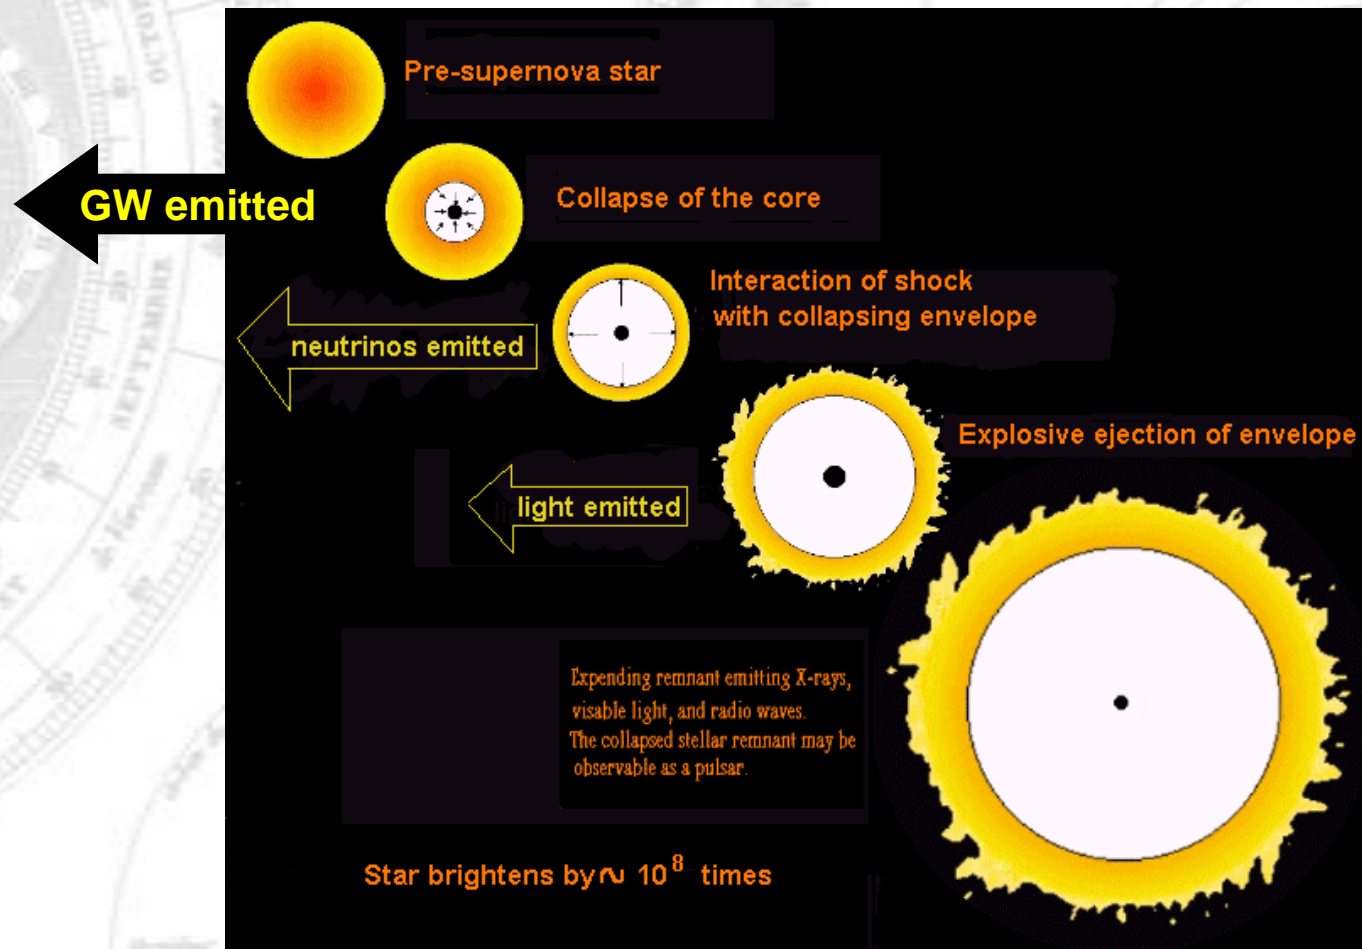 Pre-supernova star
GW emitted
Collapse of the core
Interaction of shock
with collapsing envelope
neutrinos emitted
Explosive ejection of envelope
light emitted
Expending remnant emitting X-rays,
visable light, and radio waves.
The collapsed stellar remnant may be
observable as a pulsar.
Star brightens by ~ 10⁸ times
OCTO
SEPTEMBRE